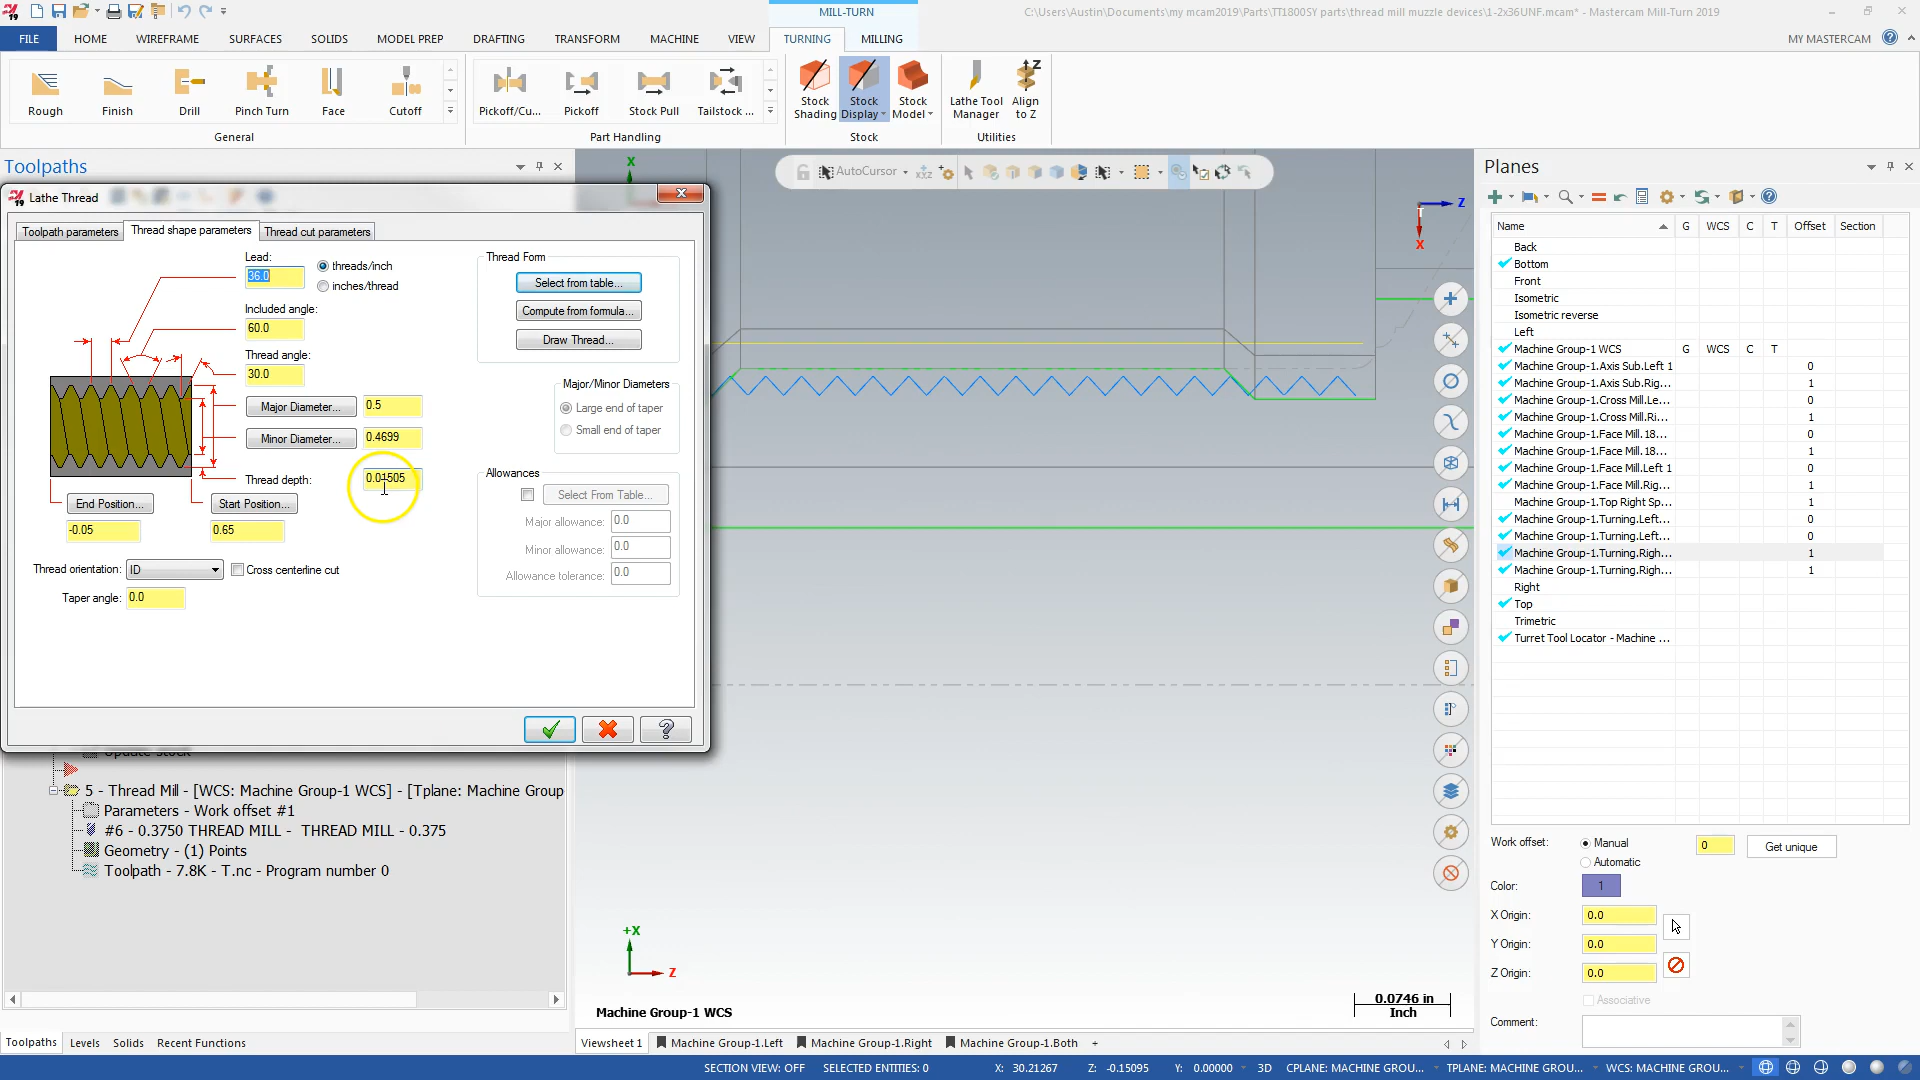 MILL-TURN
C:\Users\Austin\Documents\my mcam2019\Parts\TT1800SY parts\thread mill muzzle devices\1-2x36UNF.mcam* - Mastercam Mill-Turn 2019
FILE HOME WIREFRAME SURFACES SOLIDS MODEL PREP DRAFTING TRANSFORM MACHINE VIEW TURNING MILLING MY MASTERCAM
Rough Finish Drill Pinch Turn Face Cutoff
General
Pickoff/Cu... Pickoff Stock Pull Tailstock ...
Part Handling
Stock Shading
Stock Display
Stock Model
Stock
Lathe Tool Manager
Align to Z
Utilities
Toolpaths
AutoCursor
Lathe Thread
Toolpath parameters Thread shape parameters Thread cut parameters
Lead:
36.0
threads/inch
inches/thread
Included angle:
60.0
Thread angle:
30.0
Major Diameter... 0.5
Minor Diameter... 0.4699
Thread depth: 0.01505
End Position... Start Position...
-0.05 0.65
Thread orientation: ID Cross centerline cut
Taper angle: 0.0
Thread Form
Select from table...
Compute from formula...
Draw Thread...
Major/Minor Diameters
Large end of taper
Small end of taper
Allowances
Select From Table...
Major allowance: 0.0
Minor allowance: 0.0
Allowance tolerance: 0.0
Update stock
5 - Thread Mill - [WCS: Machine Group-1 WCS] - [Tplane: Machine Group
Parameters - Work offset #1
#6 - 0.3750 THREAD MILL - THREAD MILL - 0.375
Geometry - (1) Points
Toolpath - 7.8K - T.nc - Program number 0
Toolpaths Levels Solids Recent Functions
X
Z
X
+X
Z
Machine Group-1 WCS
0.0746 in
Inch
Viewsheet 1 Machine Group-1.Left Machine Group-1.Right Machine Group-1.Both +
Planes
Name G WCS C T Offset Section
Back
Bottom
Front
Isometric
Isometric reverse
Left
Machine Group-1 WCS G WCS C T
Machine Group-1.Axis Sub.Left 1 0
Machine Group-1.Axis Sub.Rig... 1
Machine Group-1.Cross Mill.Le... 0
Machine Group-1.Cross Mill.Ri... 1
Machine Group-1.Face Mill. 18... 0
Machine Group-1.Face Mill. 18... 1
Machine Group-1.Face Mill.Left 1 0
Machine Group-1.Face Mill.Rig... 1
Machine Group-1.Top Right Sp... 1
Machine Group-1.Turning.Left... 0
Machine Group-1.Turning.Left... 0
Machine Group-1.Turning.Righ... 1
Machine Group-1.Turning.Righ... 1
Right
Top
Trimetric
Turret Tool Locator - Machine ...
Work offset: Manual 0 Get unique
Automatic
Color: 1
X Origin: 0.0
Y Origin: 0.0
Z Origin: 0.0
Associative
Comment:
SECTION VIEW: OFF SELECTED ENTITIES: 0 X: 30.21267 Z: -0.15095 Y: 0.00000 3D CPLANE: MACHINE GROU... TPLANE: MACHINE GROU... WCS: MACHINE GROU...